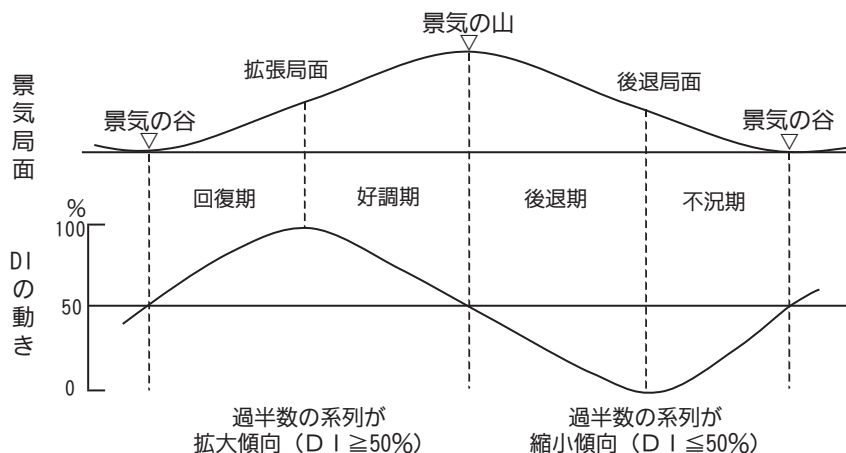 景気の山
▽
拡張局面
後退局面
景気の谷
▽
景気の谷
▽
景気局面
回復期
好調期
後退期
不況期
%
100
50
0
DIの動き
過半数の系列が
拡大傾向(DI≧50%)
過半数の系列が
縮小傾向(DI≦50%)